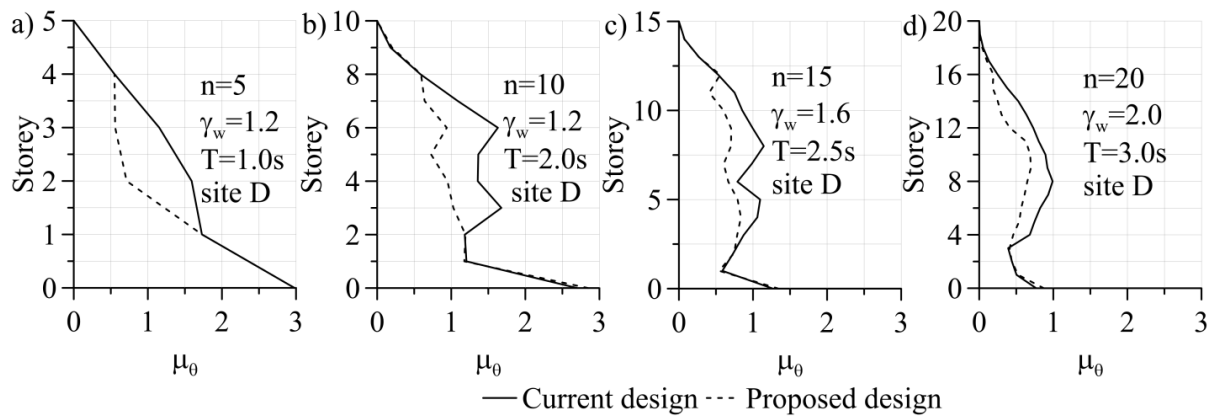 a)
5
4
3
2
1
0
Storey
0 1 2 3
μθ
n=5
γw=1.2
T=1.0s
site D
b)
10
8
6
4
2
0
Storey
0 1 2 3
μθ
n=10
γw=1.2
T=2.0s
site D
c)
15
10
5
0
Storey
0 1 2 3
μθ
n=15
γw=1.6
T=2.5s
site D
d)
20
16
12
8
4
0
Storey
0 1 2 3
μθ
n=20
γw=2.0
T=3.0s
site D
Current design Proposed design